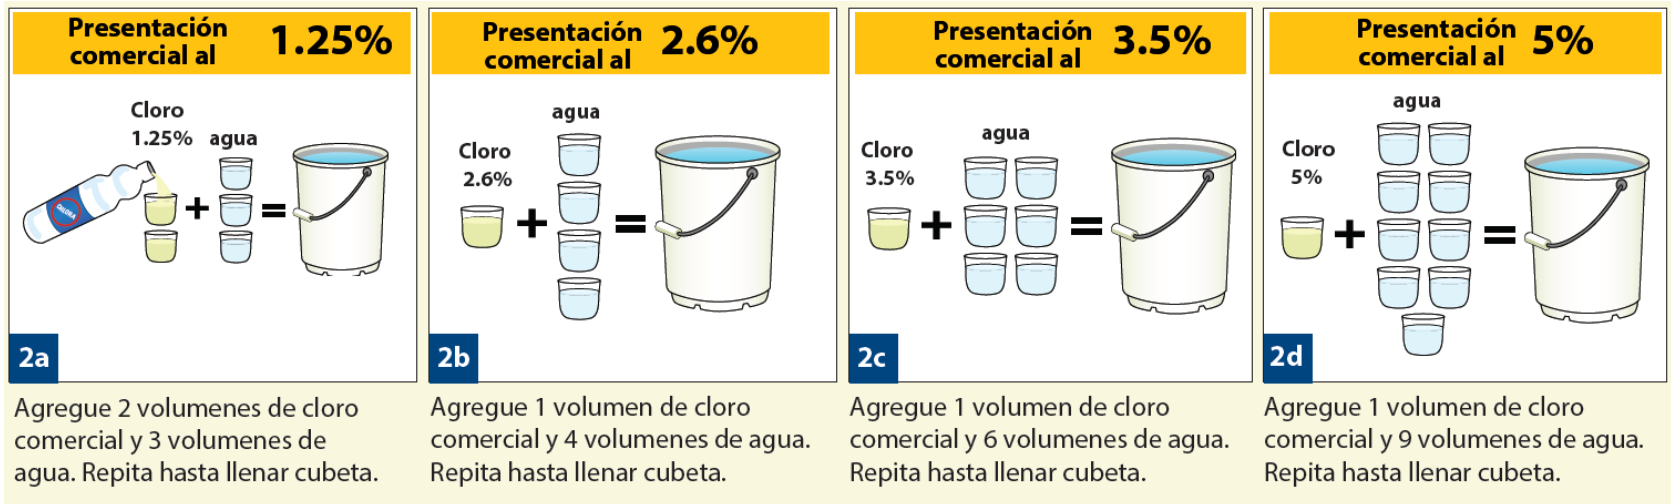 Presentación
comercial al 1.25%
Cloro
1.25% agua
CHLORA
+ =
2a
Agregue 2 volumenes de cloro
comercial y 3 volumenes de
agua. Repita hasta llenar cubeta.
Presentación
comercial al 2.6%
agua
Cloro
2.6%
+ =
2b
Agregue 1 volumen de cloro
comercial y 4 volumenes de agua.
Repita hasta llenar cubeta.
Presentación
comercial al 3.5%
agua
Cloro
3.5%
+ =
2c
Agregue 1 volumen de cloro
comercial y 6 volumenes de agua.
Repita hasta llenar cubeta.
Presentación
comercial al 5%
agua
Cloro
5%
+ =
2d
Agregue 1 volumen de cloro
comercial y 9 volumenes de agua.
Repita hasta llenar cubeta.